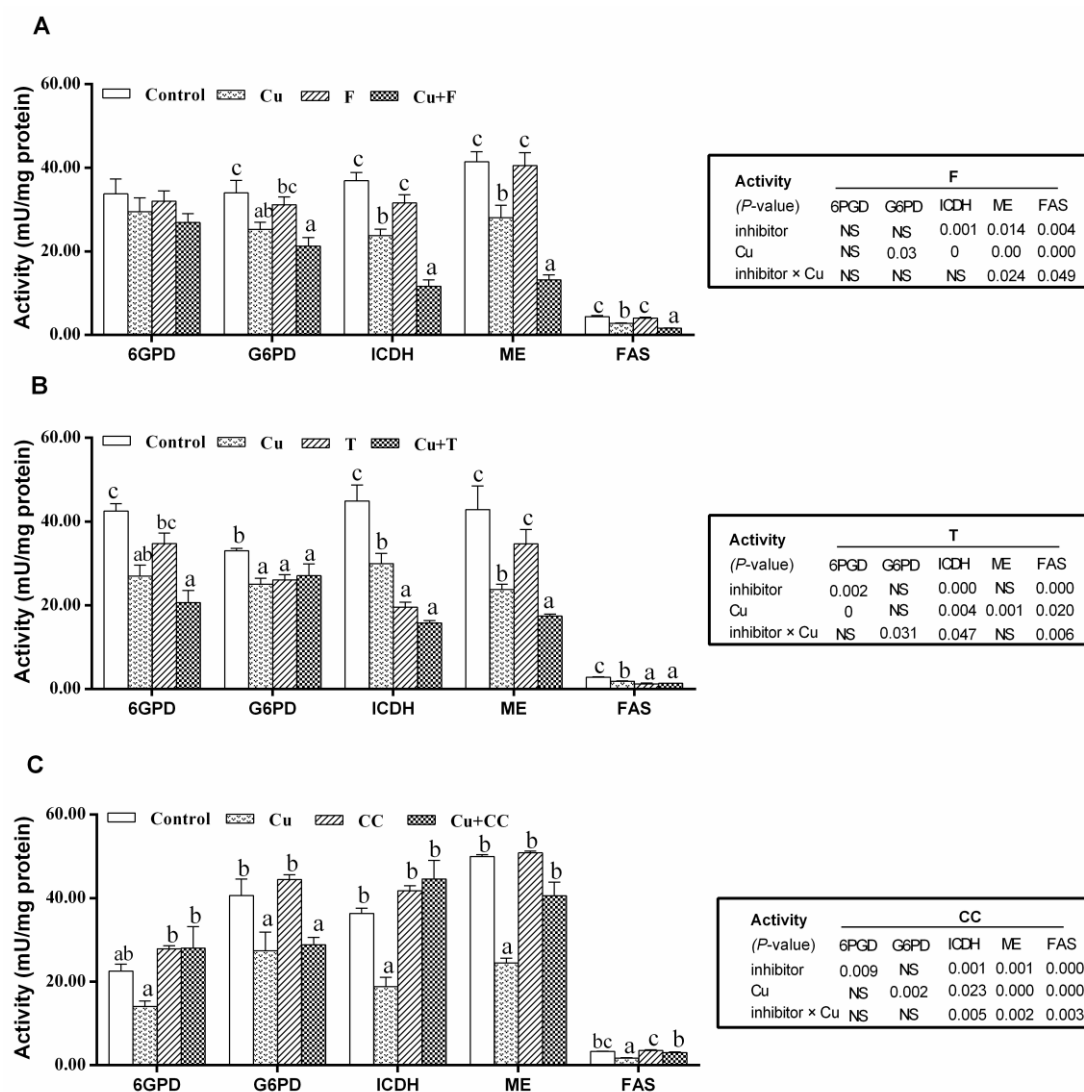 A
60.00
Control Cu F Cu+F
40.00
20.00
0.00
Activity (mU/mg protein)
c bc ab a
c b c a
c b c a
c b c a
6GPD G6PD ICDH ME FAS
Activity F
(P-value) 6PGD G6PD ICDH ME FAS
inhibitor NS NS 0.001 0.014 0.004
Cu NS 0.03 0 0.00 0.000
inhibitor × Cu NS NS NS 0.024 0.049
B
60.00
Control Cu T Cu+T
40.00
20.00
0.00
Activity (mU/mg protein)
c ab bc a
b a a a
c b a a
c b c a
c b a a
6GPD G6PD ICDH ME FAS
Activity T
(P-value) 6PGD G6PD ICDH ME FAS
inhibitor 0.002 NS 0.000 NS 0.000
Cu 0 NS 0.004 0.001 0.020
inhibitor × Cu NS 0.031 0.047 NS 0.006
C
60.00
Control Cu CC Cu+CC
40.00
20.00
0.00
Activity (mU/mg protein)
ab a b b
b a b a
b a b b
b a b b
bc a c b
6GPD G6PD ICDH ME FAS
Activity CC
(P-value) 6PGD G6PD ICDH ME FAS
inhibitor 0.009 NS 0.001 0.001 0.000
Cu NS 0.002 0.023 0.000 0.000
inhibitor × Cu NS NS 0.005 0.002 0.003